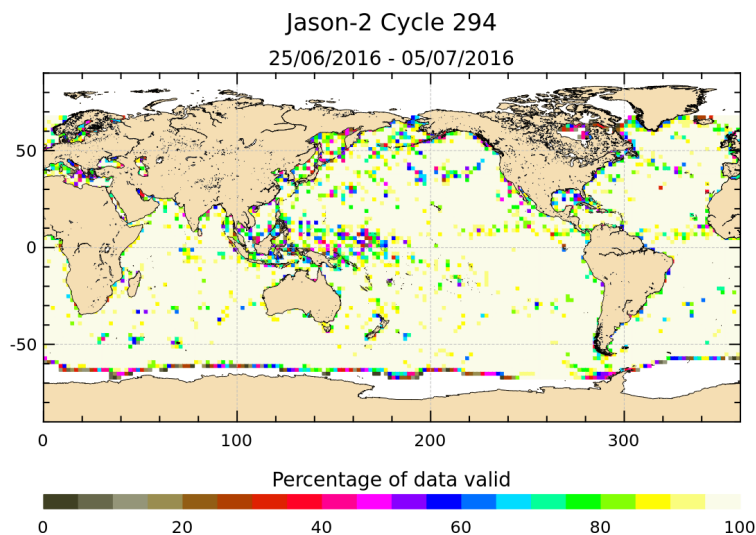 Jason-2 Cycle 294
25/06/2016 - 05/07/2016
50
0
-50
0 100 200 300
Percentage of data valid
0 20 40 60 80 100